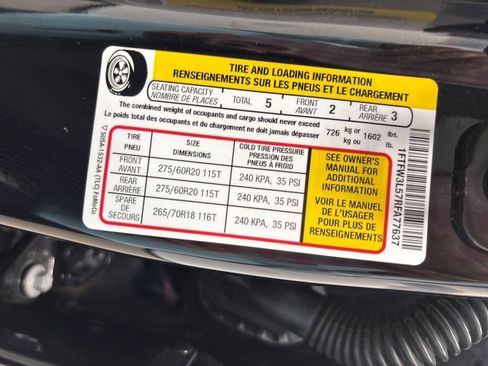 TIRE AND LOADING INFORMATION
RENSEIGNEMENTS SUR LES PNEUS ET LE CHARGEMENT
SEATING CAPACITY
NOMBRE DE PLACES
TOTAL 5
FRONT
AVANT 2
REAR
ARRIÈRE 3
The combined weight of occupants and cargo should never exceed
Le poids total des occupants et du chargement ne doit jamais dépasser
726 kg or 1602 lbs.
kg ou lb.
TIRE
PNEU
SIZE
DIMENSIONS
COLD TIRE PRESSURE
PRESSION DES
PNEUS À FROID
FRONT
AVANT
275/60R20 115T
240 KPA, 35 PSI
REAR
ARRIÈRE
275/60R20 115T
240 KPA, 35 PSI
SPARE
DE
SECOURS
265/70R18 116T
240 KPA, 35 PSI
SEE OWNER'S
MANUAL FOR
ADDITIONAL
INFORMATION
VOIR LE MANUEL
DE L'USAGER
POUR PLUS DE
RENSEIGNEMENTS
1FTFW3L57RFA77637
(TLG) FoMoCo